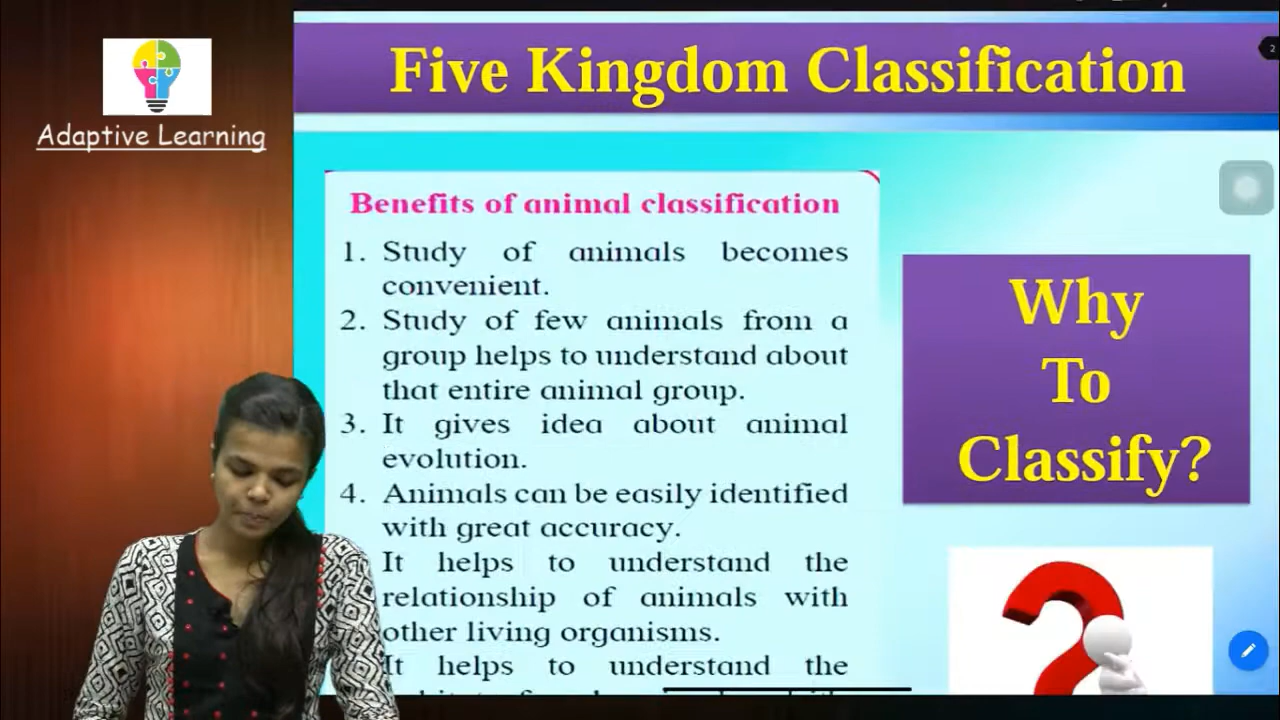 Five Kingdom Classification
2
Adaptive Learning
Benefits of animal classification
1. Study of animals becomes
convenient.
2. Study of few animals from a
group helps to understand about
that entire animal group.
3. It gives idea about animal
evolution.
4. Animals can be easily identified
with great accuracy.
It helps to understand the
relationship of animals with
other living organisms.
It helps to understand the
Why
To
Classify?